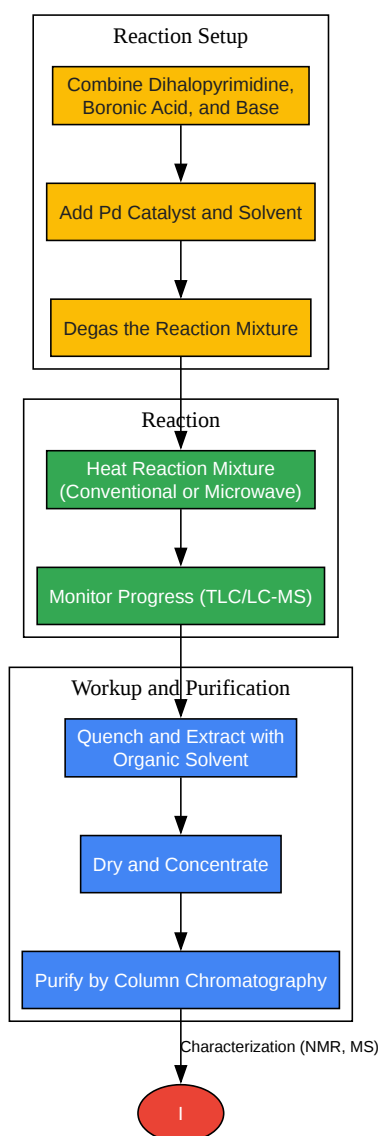 Reaction Setup
Combine Dihalopyrimidine,
Boronic Acid, and Base
Add Pd Catalyst and Solvent
Degas the Reaction Mixture
Reaction
Heat Reaction Mixture
(Conventional or Microwave)
Monitor Progress (TLC/LC-MS)
Workup and Purification
Quench and Extract with
Organic Solvent
Dry and Concentrate
Purify by Column Chromatography
Characterization (NMR, MS)
I